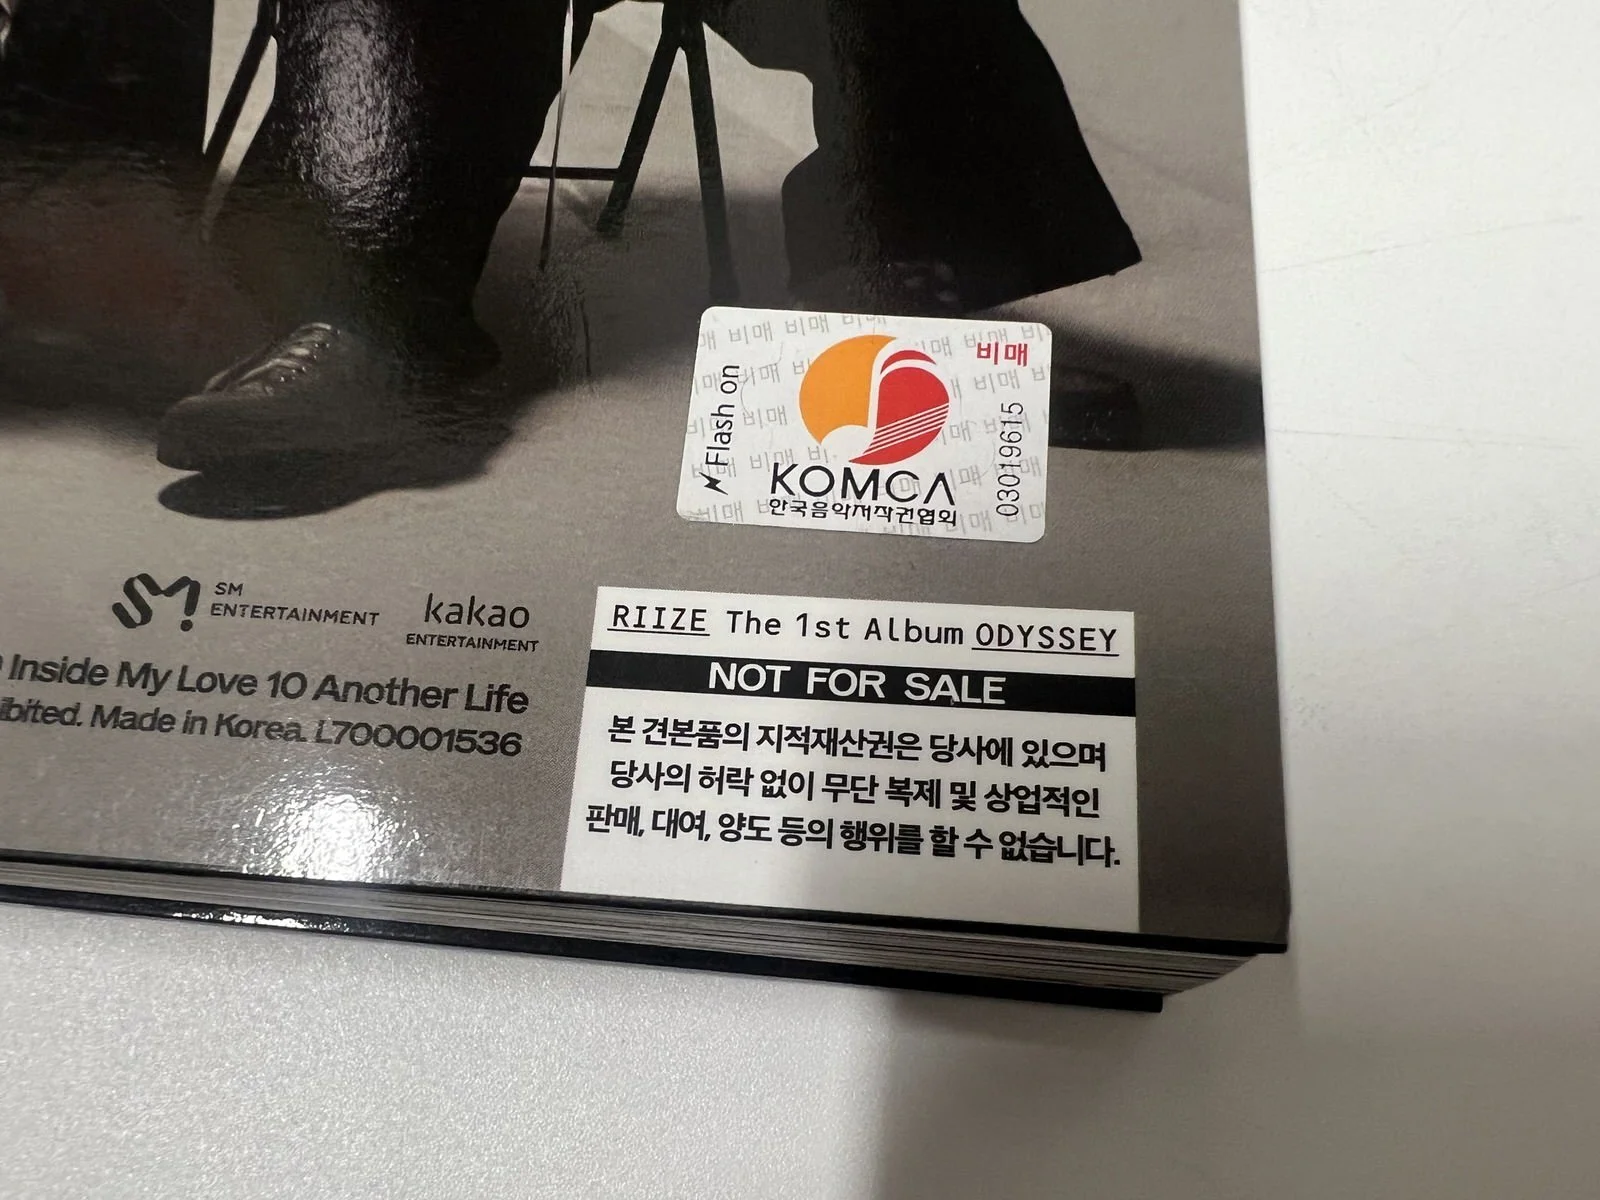 비매
Flash on
03019615
KOMCA
한국음악저작권협회
SM
SM
ENTERTAINMENT
kakao
ENTERTAINMENT
Inside My Love 10 Another Life
Made in Korea. L700001536
RIIZE The 1st Album ODYSSEY
NOT FOR SALE
본 견본품의 지적재산권은 당사에 있으며
당사의 허락 없이 무단 복제 및 상업적인
판매, 대여, 양도 등의 행위를 할 수 없습니다.